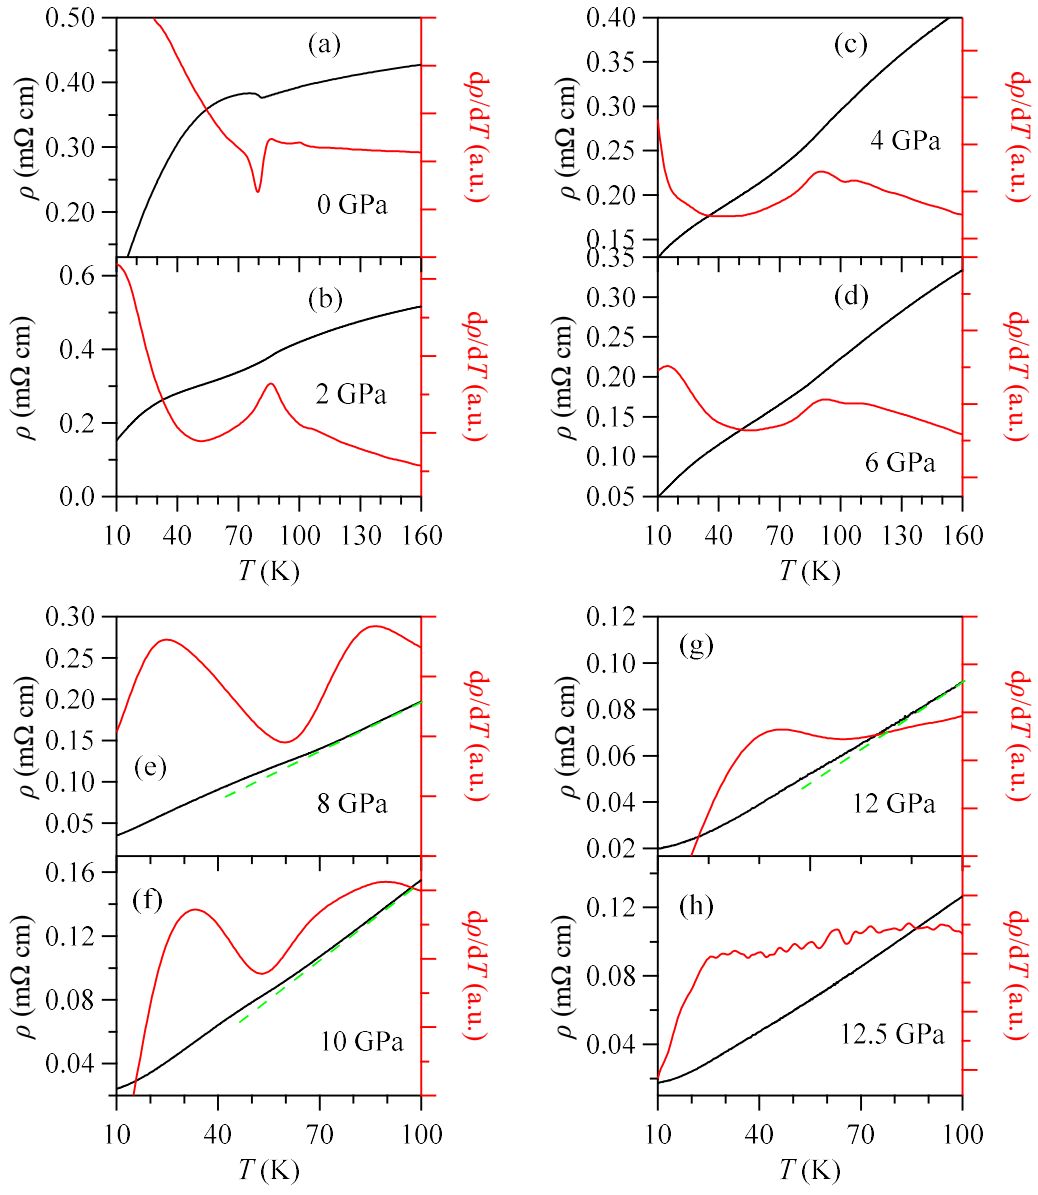 0.50
0.40
0.30
0.20
ρ (mΩ cm)
(a)
0 GPa
dρ/dT (a.u.)
0.6
0.4
0.2
0.0
ρ (mΩ cm)
(b)
2 GPa
dρ/dT (a.u.)
10 40 70 100 130 160
T (K)
0.40
0.30
0.25
0.20
0.15
ρ (mΩ cm)
(c)
4 GPa
dρ/dT (a.u.)
0.35
0.30
0.20
0.15
0.10
0.05
ρ (mΩ cm)
(d)
6 GPa
dρ/dT (a.u.)
10 40 70 100 130 160
T (K)
0.30
0.25
0.20
0.15
0.10
0.05
ρ (mΩ cm)
(e)
8 GPa
dρ/dT (a.u.)
0.16
0.12
0.08
0.04
ρ (mΩ cm)
(f)
10 GPa
dρ/dT (a.u.)
10 40 70 100
T (K)
0.12
0.10
0.08
0.06
0.04
0.02
ρ (mΩ cm)
(g)
12 GPa
dρ/dT (a.u.)
0.12
0.08
0.04
ρ (mΩ cm)
(h)
12.5 GPa
dρ/dT (a.u.)
10 40 70 100
T (K)